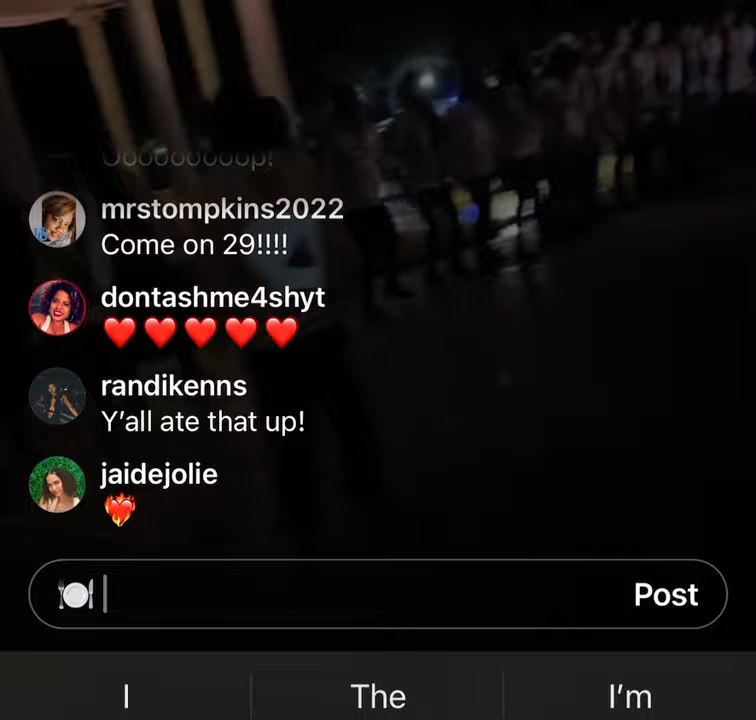 mrstompkins2022
Come on 29!!!!
dontashme4shyt
❤️❤️❤️❤️❤️
randikenns
Y’all ate that up!
jaidejolie
❤️‍🔥
🍽️
Post
I
The
I’m